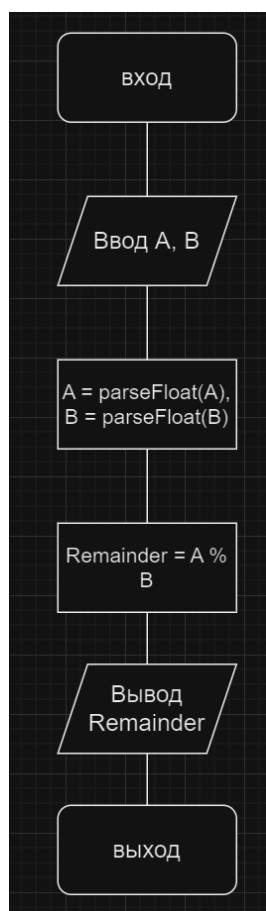 вход
Ввод A, B
A = parseFloat(A),
B = parseFloat(B)
Remainder = A %
B
Вывод
Remainder
выход